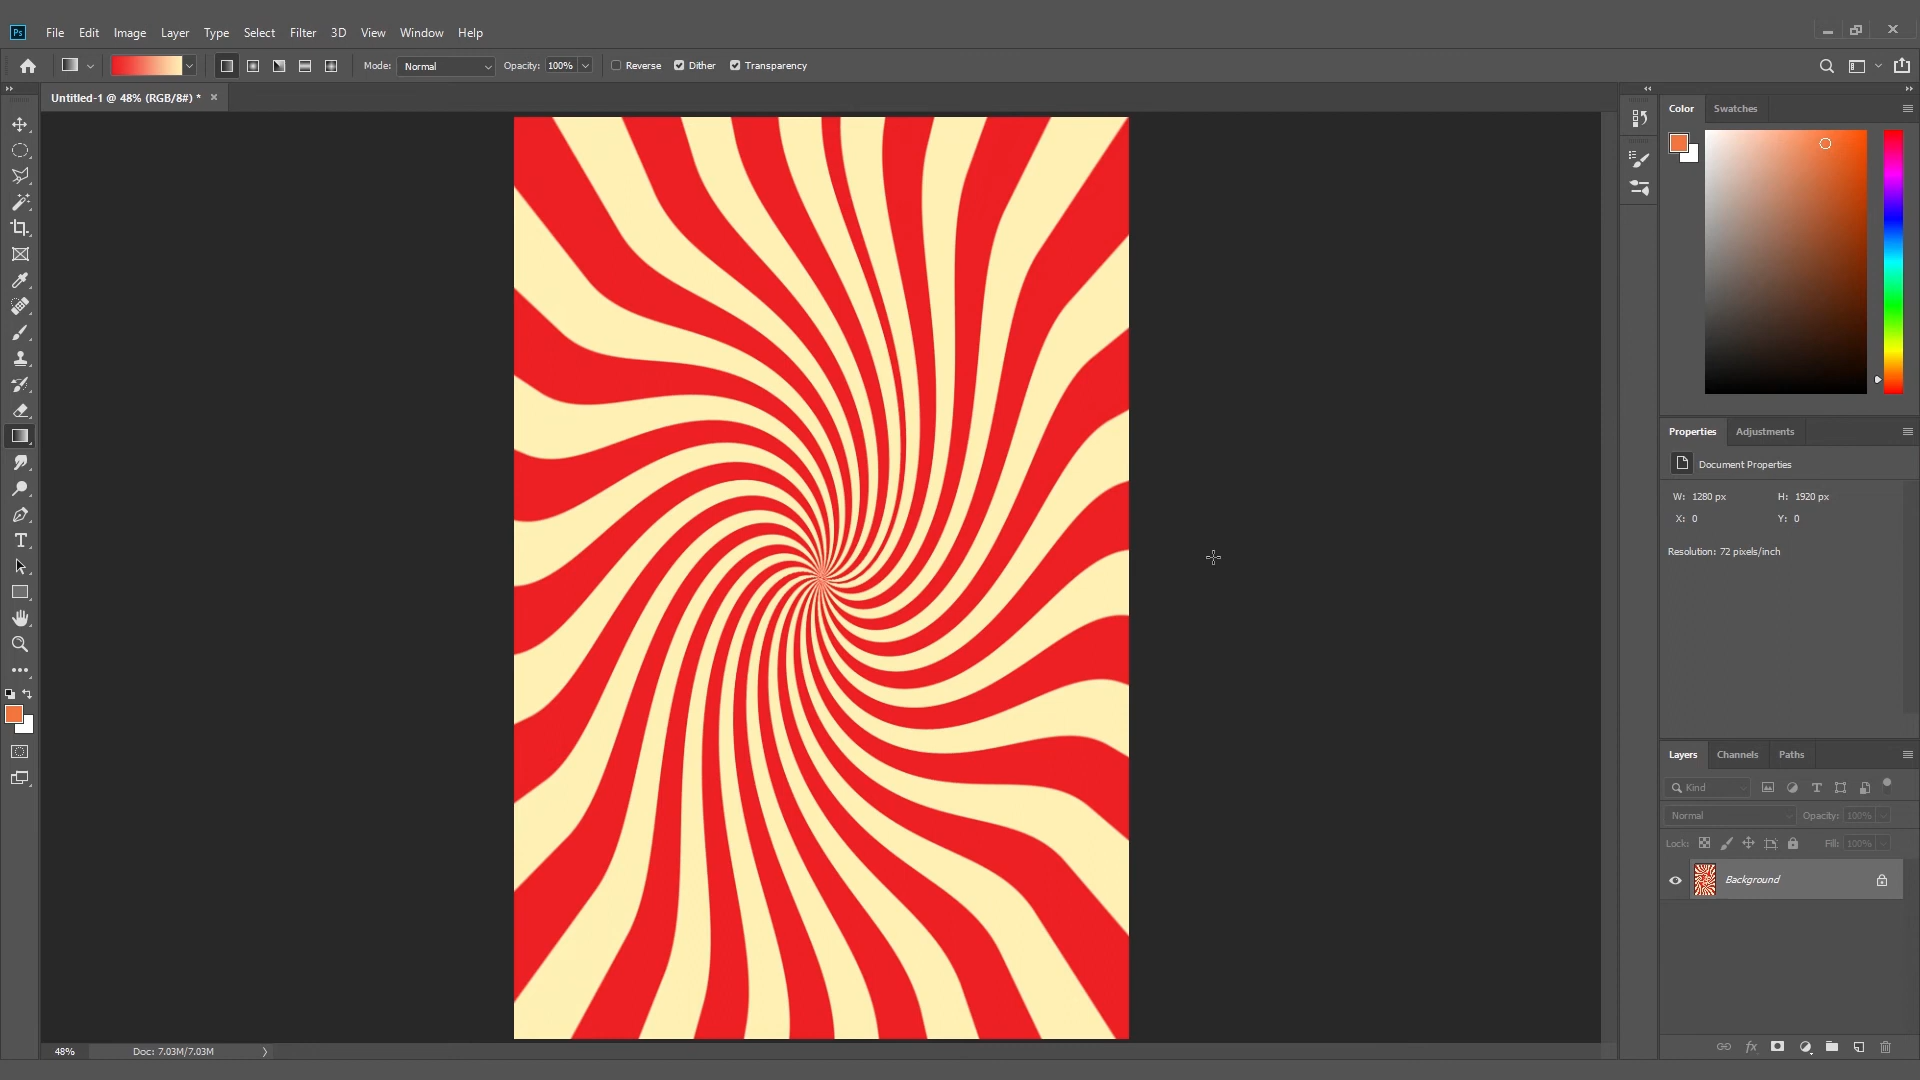 Ps File Edit Image Layer Type Select Filter 3D View Window Help
Mode: Normal Opacity: 100% Reverse Dither Transparency
Untitled-1 @ 48% (RGB/8#) * ×
Color Swatches
Properties Adjustments
Document Properties
W: 1280 px H: 1920 px
X: 0 Y: 0
Resolution: 72 pixels/inch
T
Layers Channels Paths
Kind T
Normal Opacity: 100%
Lock: Fill: 100%
Background
fx
48% Doc: 7.03M/7.03M